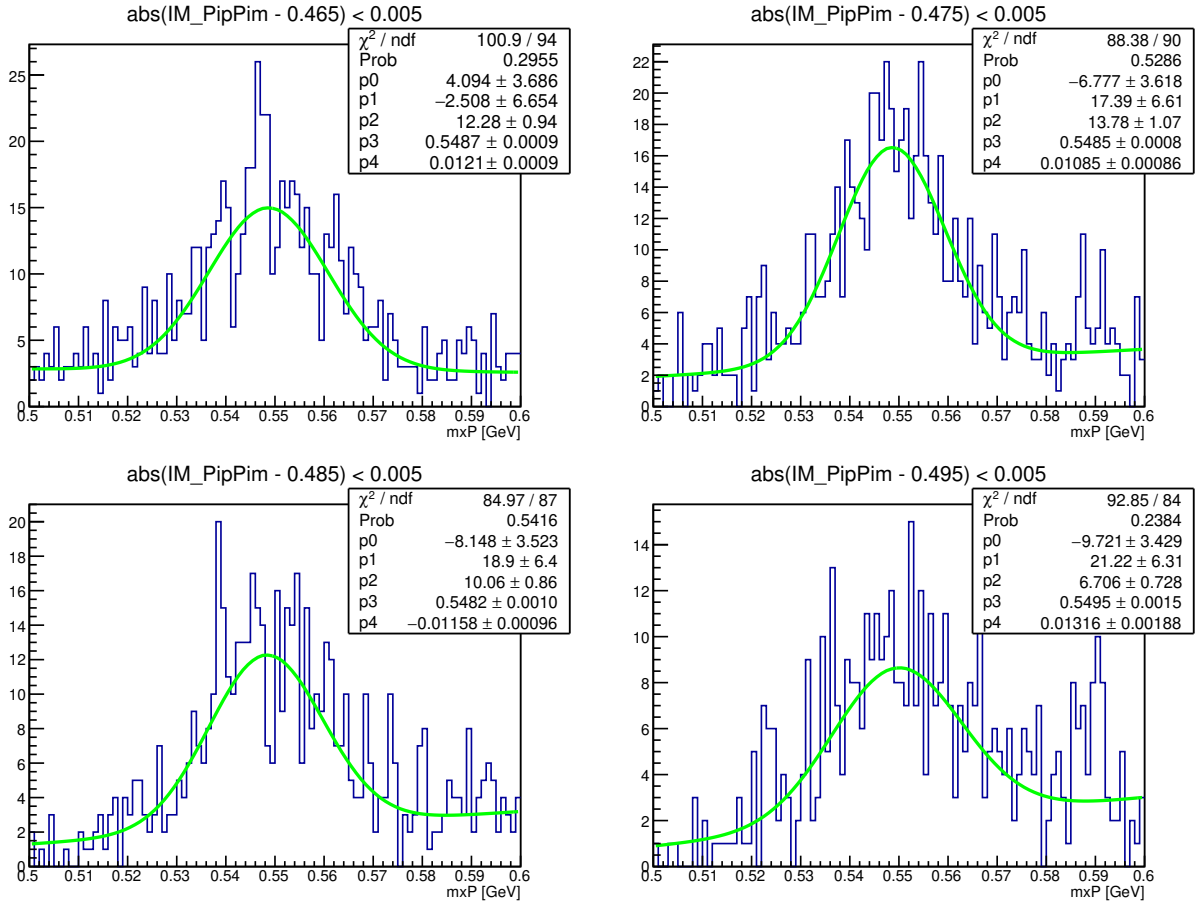 abs(IM_PipPim - 0.465) < 0.005
χ² / ndf 100.9 / 94
Prob 0.2955
p0 4.094 ± 3.686
p1 −2.508 ± 6.654
p2 12.28 ± 0.94
p3 0.5487 ± 0.0009
p4 0.0121 ± 0.0009
25
20
15
10
5
0
0.5 0.51 0.52 0.53 0.54 0.55 0.56 0.57 0.58 0.59 0.6
mxP [GeV]
abs(IM_PipPim - 0.475) < 0.005
χ² / ndf 88.38 / 90
Prob 0.5286
p0 −6.777 ± 3.618
p1 17.39 ± 6.61
p2 13.78 ± 1.07
p3 0.5485 ± 0.0008
p4 0.01085 ± 0.00086
22
20
18
16
14
12
10
8
6
4
2
0
0.5 0.51 0.52 0.53 0.54 0.55 0.56 0.57 0.58 0.59 0.6
mxP [GeV]
abs(IM_PipPim - 0.485) < 0.005
χ² / ndf 84.97 / 87
Prob 0.5416
p0 −8.148 ± 3.523
p1 18.9 ± 6.4
p2 10.06 ± 0.86
p3 0.5482 ± 0.0010
p4 −0.01158 ± 0.00096
20
18
16
14
12
10
8
6
4
2
0
0.5 0.51 0.52 0.53 0.54 0.55 0.56 0.57 0.58 0.59 0.6
mxP [GeV]
abs(IM_PipPim - 0.495) < 0.005
χ² / ndf 92.85 / 84
Prob 0.2384
p0 −9.721 ± 3.429
p1 21.22 ± 6.31
p2 6.706 ± 0.728
p3 0.5495 ± 0.0015
p4 0.01316 ± 0.00188
14
12
10
8
6
4
2
0
0.5 0.51 0.52 0.53 0.54 0.55 0.56 0.57 0.58 0.59 0.6
mxP [GeV]